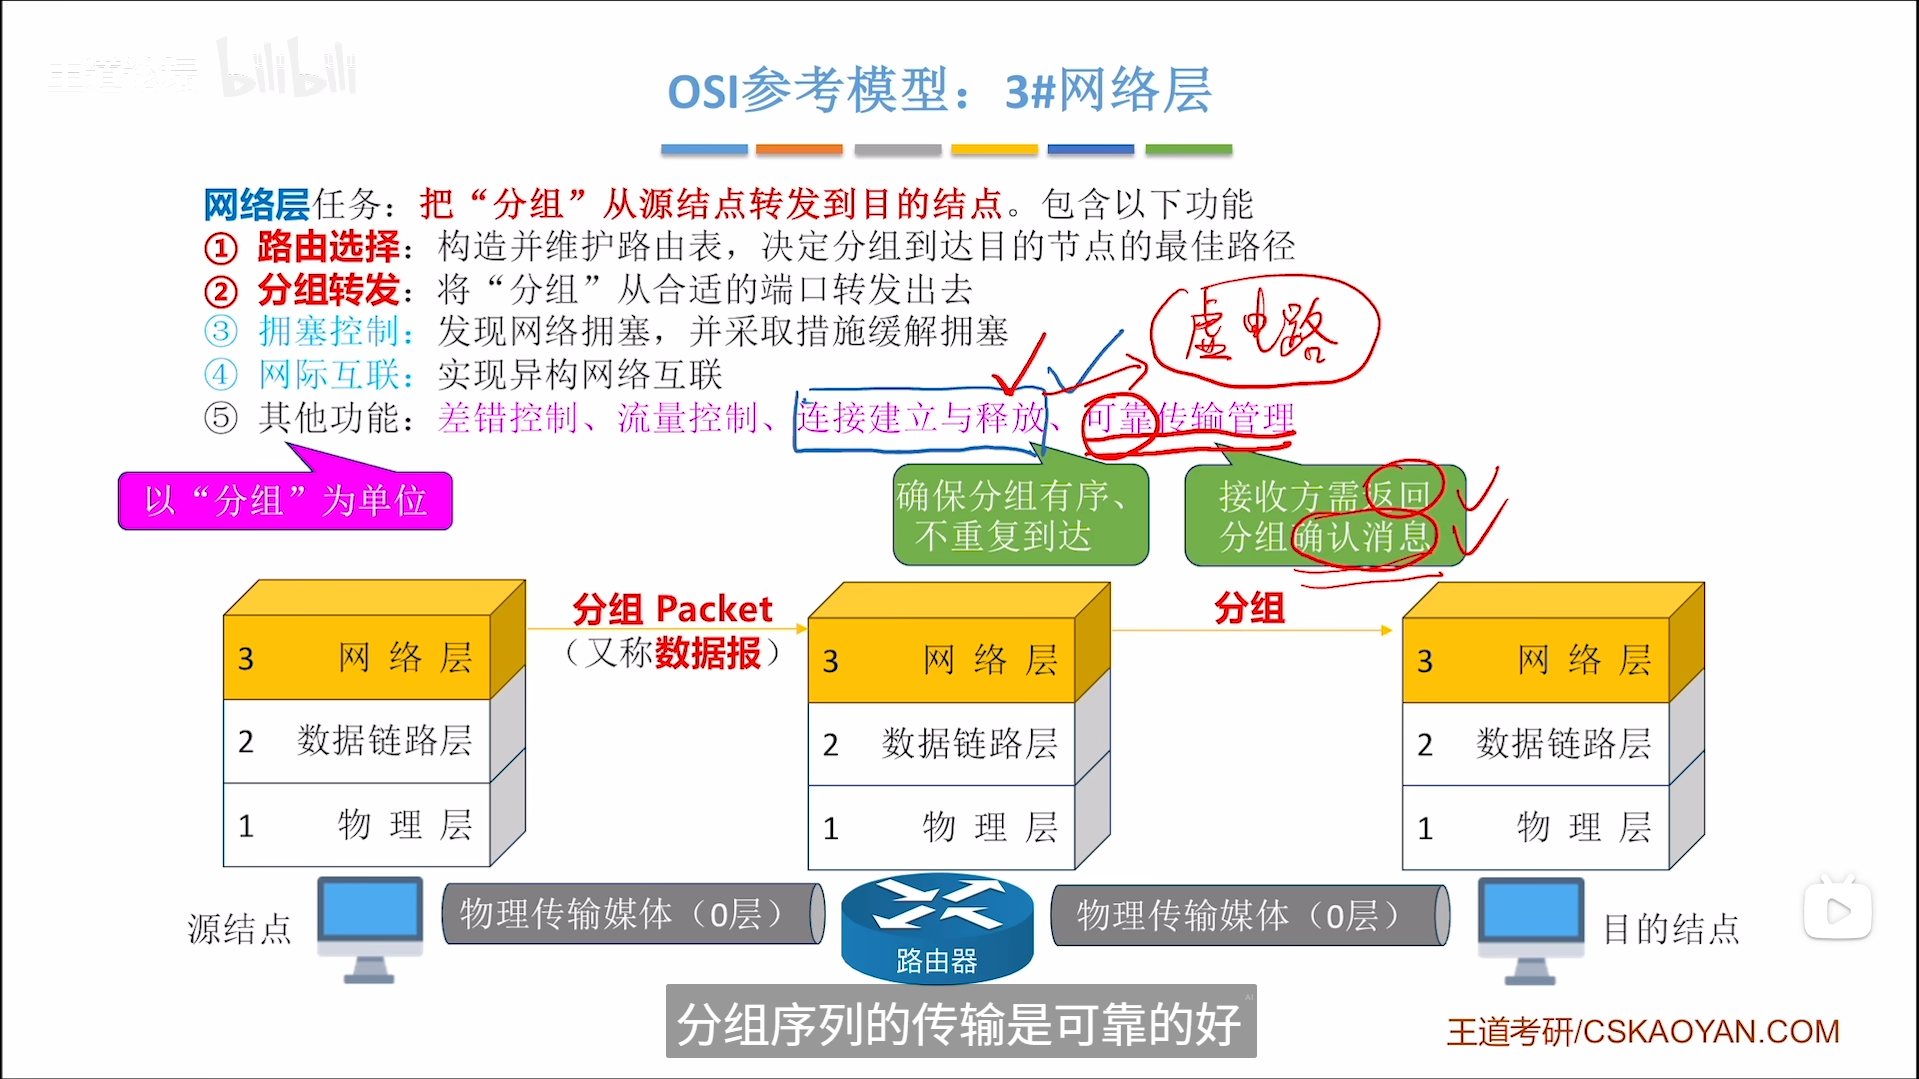 王道论坛 bilibili
OSI参考模型：3#网络层
网络层任务：把“分组”从源结点转发到目的结点。包含以下功能
① 路由选择：构造并维护路由表，决定分组到达目的节点的最佳路径
② 分组转发：将“分组”从合适的端口转发出去
③ 拥塞控制：发现网络拥塞，并采取措施缓解拥塞
④ 网际互联：实现异构网络互联
⑤ 其他功能：差错控制、流量控制、连接建立与释放、可靠传输管理
虚电路
以“分组”为单位
确保分组有序、
不重复到达
接收方需返回
分组确认消息
分组 Packet
（又称数据报）
分组
3 网络层
2 数据链路层
1 物理层
3 网络层
2 数据链路层
1 物理层
3 网络层
2 数据链路层
1 物理层
源结点
物理传输媒体（0层）
路由器
物理传输媒体（0层）
目的结点
分组序列的传输是可靠的好
AI
王道考研/CSKAOYAN.COM